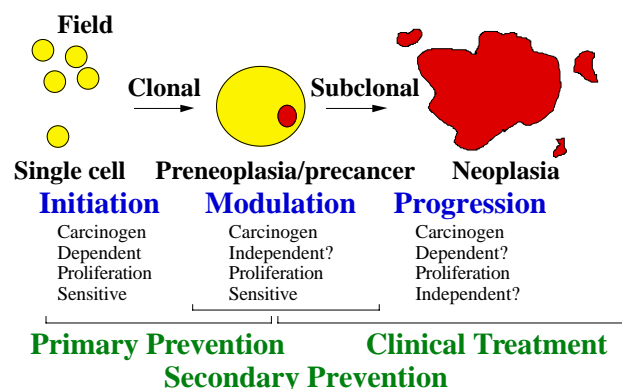 Field
Clonal
Subclonal
Single cell
Preneoplasia/precancer
Neoplasia
Initiation
Modulation
Progression
Carcinogen
Dependent
Proliferation
Sensitive
Carcinogen
Independent?
Proliferation
Sensitive
Carcinogen
Dependent?
Proliferation
Independent?
Primary Prevention
Clinical Treatment
Secondary Prevention